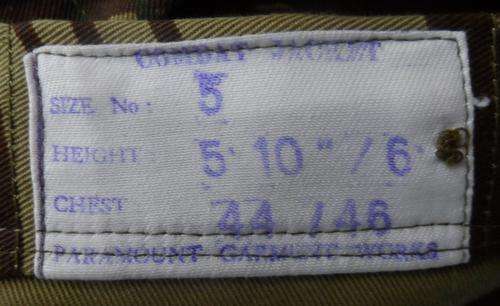 COMBAT JACKET
SIZE No: 5
HEIGHT 5' 10" / 6'
CHEST 44 / 46
PARAMOUNT GARMENT WORKS